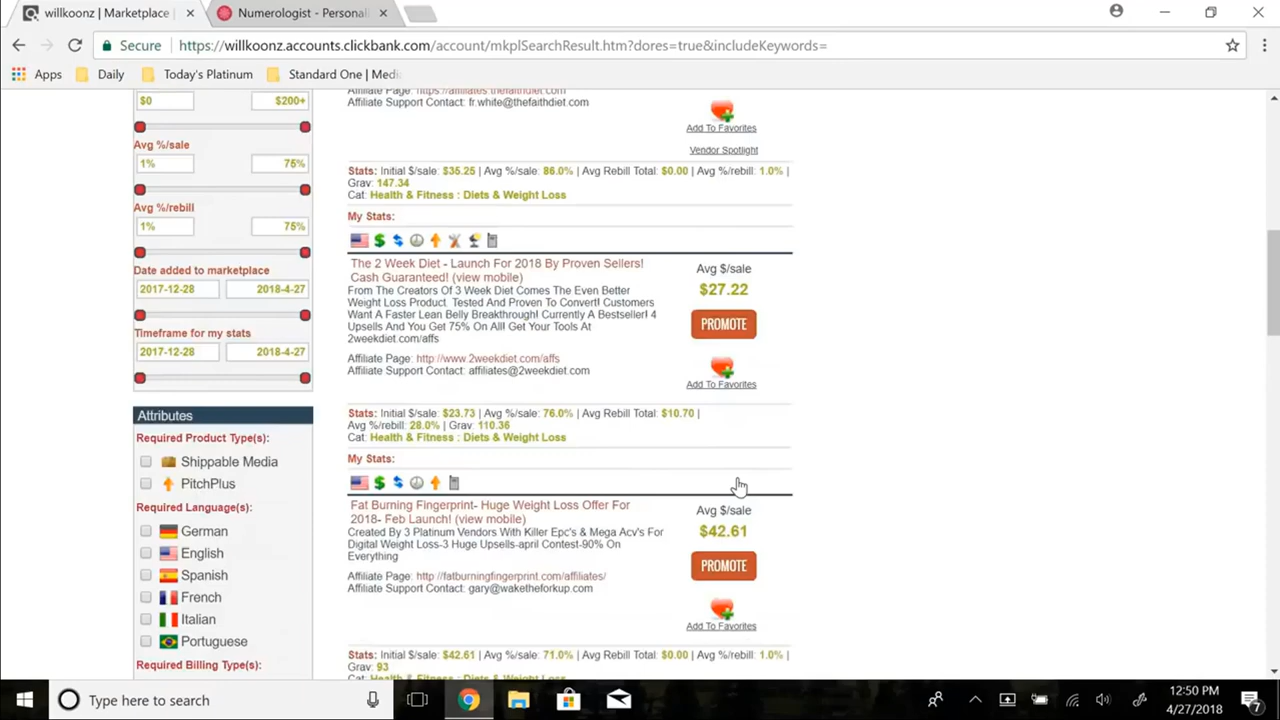 willkoonz | Marketplace
Numerologist - Personal
Secure
https://willkoonz.accounts.clickbank.com/account/mkplSearchResult.htm?dores=true&includeKeywords=
Apps
Daily
Today's Platinum
Standard One | Medi
$0
$200+
Avg %/sale
1%
75%
Avg %/rebill
1%
75%
Date added to marketplace
2017-12-28
2018-4-27
Timeframe for my stats
2017-12-28
2018-4-27
Attributes
Required Product Type(s):
Shippable Media
PitchPlus
Required Language(s):
German
English
Spanish
French
Italian
Portuguese
Required Billing Type(s):
Affiliate Page: https://affiliates.thefaithdiet.com
Affiliate Support Contact: fr.white@thefaithdiet.com
Add To Favorites
Vendor Spotlight
Stats: Initial $/sale: $35.25 | Avg %/sale: 86.0% | Avg Rebill Total: $0.00 | Avg %/rebill: 1.0% |
Grav: 147.34
Cat: Health & Fitness : Diets & Weight Loss
My Stats:
The 2 Week Diet - Launch For 2018 By Proven Sellers!
Cash Guaranteed! (view mobile)
From The Creators Of 3 Week Diet Comes The Even Better
Weight Loss Product. Tested And Proven To Convert! Customers
Want A Faster Lean Belly Breakthrough! Currently A Bestseller! 4
Upsells And You Get 75% On All! Get Your Tools At
2weekdiet.com/affs
Affiliate Page: http://www.2weekdiet.com/affs
Affiliate Support Contact: affiliates@2weekdiet.com
Avg $/sale
$27.22
PROMOTE
Add To Favorites
Stats: Initial $/sale: $23.73 | Avg %/sale: 76.0% | Avg Rebill Total: $10.70 |
Avg %/rebill: 28.0% | Grav: 110.36
Cat: Health & Fitness : Diets & Weight Loss
My Stats:
Fat Burning Fingerprint- Huge Weight Loss Offer For
2018- Feb Launch! (view mobile)
Created By 3 Platinum Vendors With Killer Epc's & Mega Acv's For
Digital Weight Loss-3 Huge Upsells-april Contest-90% On
Everything
Affiliate Page: http://fatburningfingerprint.com/affiliates/
Affiliate Support Contact: gary@waketheforkup.com
Avg $/sale
$42.61
PROMOTE
Add To Favorites
Stats: Initial $/sale: $42.61 | Avg %/sale: 71.0% | Avg Rebill Total: $0.00 | Avg %/rebill: 1.0% |
Grav: 93
Cat: Health & Fitness : Diets & Weight Loss
Type here to search
12:50 PM
4/27/2018
7